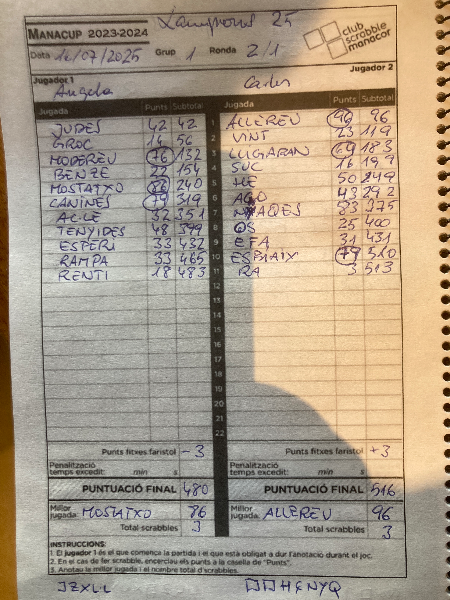 25
MANACUP 2023-2024
club scrabble manacor
Data 16/07/2025 Grup 1 Ronda 2/1
Jugador 1 Jugador 2
Angela Carles
Jugada Punts Subtotal Jugada Punts Subtotal
JUDES 42 42 1 ALLEREU 96 96
GROC 14 56 2 VINT 23 119
MODEREU 76 132 3 LLIGARAN 183
BENZE 22 154 4 SUC 16 199
MOSTATXO 86 240 5 HE 50 249
CANINES 79 319 6 43 292
ACLE 32 351 7 83 375
TENYIDES 48 399 8 OS 25 400
ESPERI 33 432 9 EFA 31 431
RAMPA 33 465 10 79 510
RENTI 18 483 11 RA 3 513
12
13
14
15
16
17
18
19
20
21
22
Punts fitxes faristol -3 Punts fitxes faristol +3
Penalització temps excedit: min s Penalització temps excedit: min s
PUNTUACIÓ FINAL 480 PUNTUACIÓ FINAL 516
Millor jugada: MOSTATXO 86 Millor jugada: ALLEREU 96
Total scrabbles 3 Total scrabbles 3
INSTRUCCIONS:
1. El jugador 1 és el que comença la partida i el que està obligat a dur l'anotació durant el joc.
2. En el cas de fer scrabble, encercleu els punts a la casella de "Punts".
3. Anotau la millor jugada i el nombre total d'scrabbles.